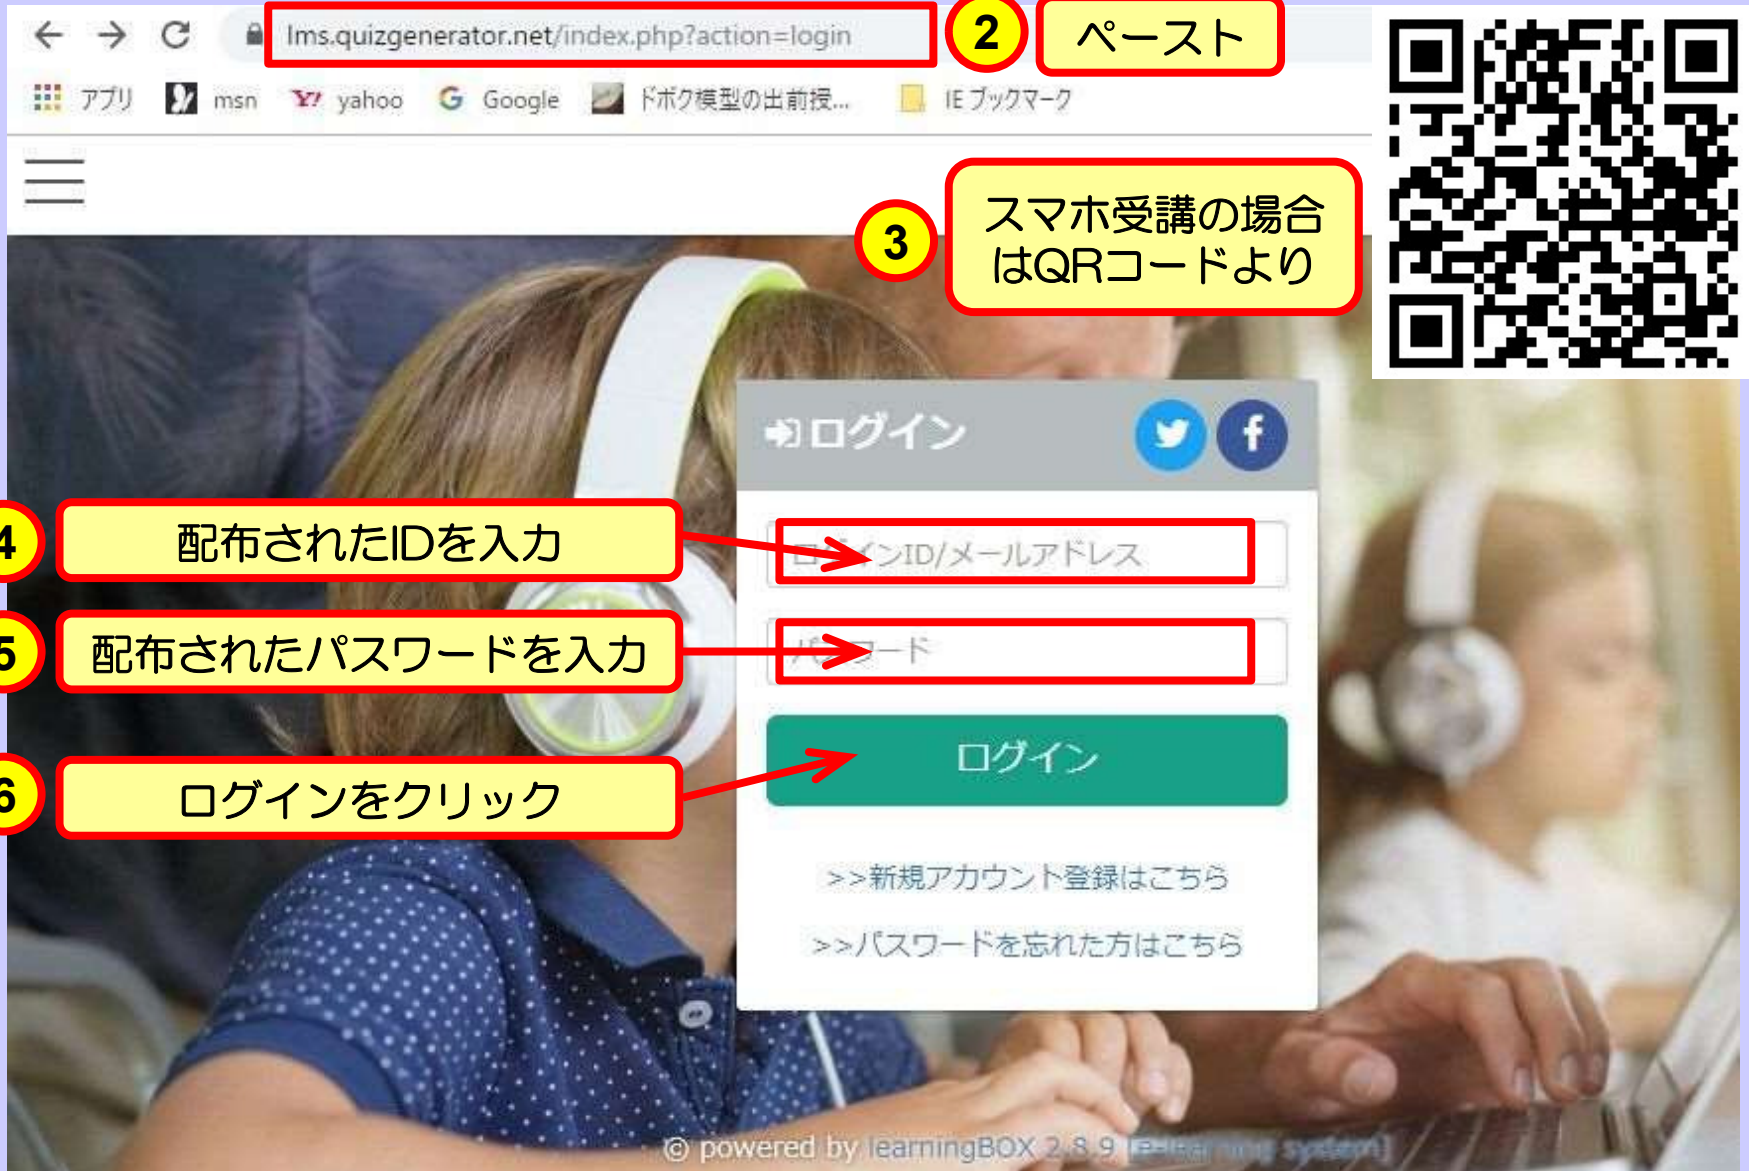 lms.quizgenerator.net/index.php?action=login
2
ペースト
アプリ
msn
yahoo
Google
ドボク模型の出前授...
IE ブックマーク
3
スマホ受講の場合
はQRコードより
ログイン
4
配布されたIDを入力
ログインID/メールアドレス
5
配布されたパスワードを入力
パスワード
6
ログインをクリック
ログイン
>>新規アカウント登録はこちら
>>パスワードを忘れた方はこちら
© powered by learningBOX 2.8.9 [e-learning system]